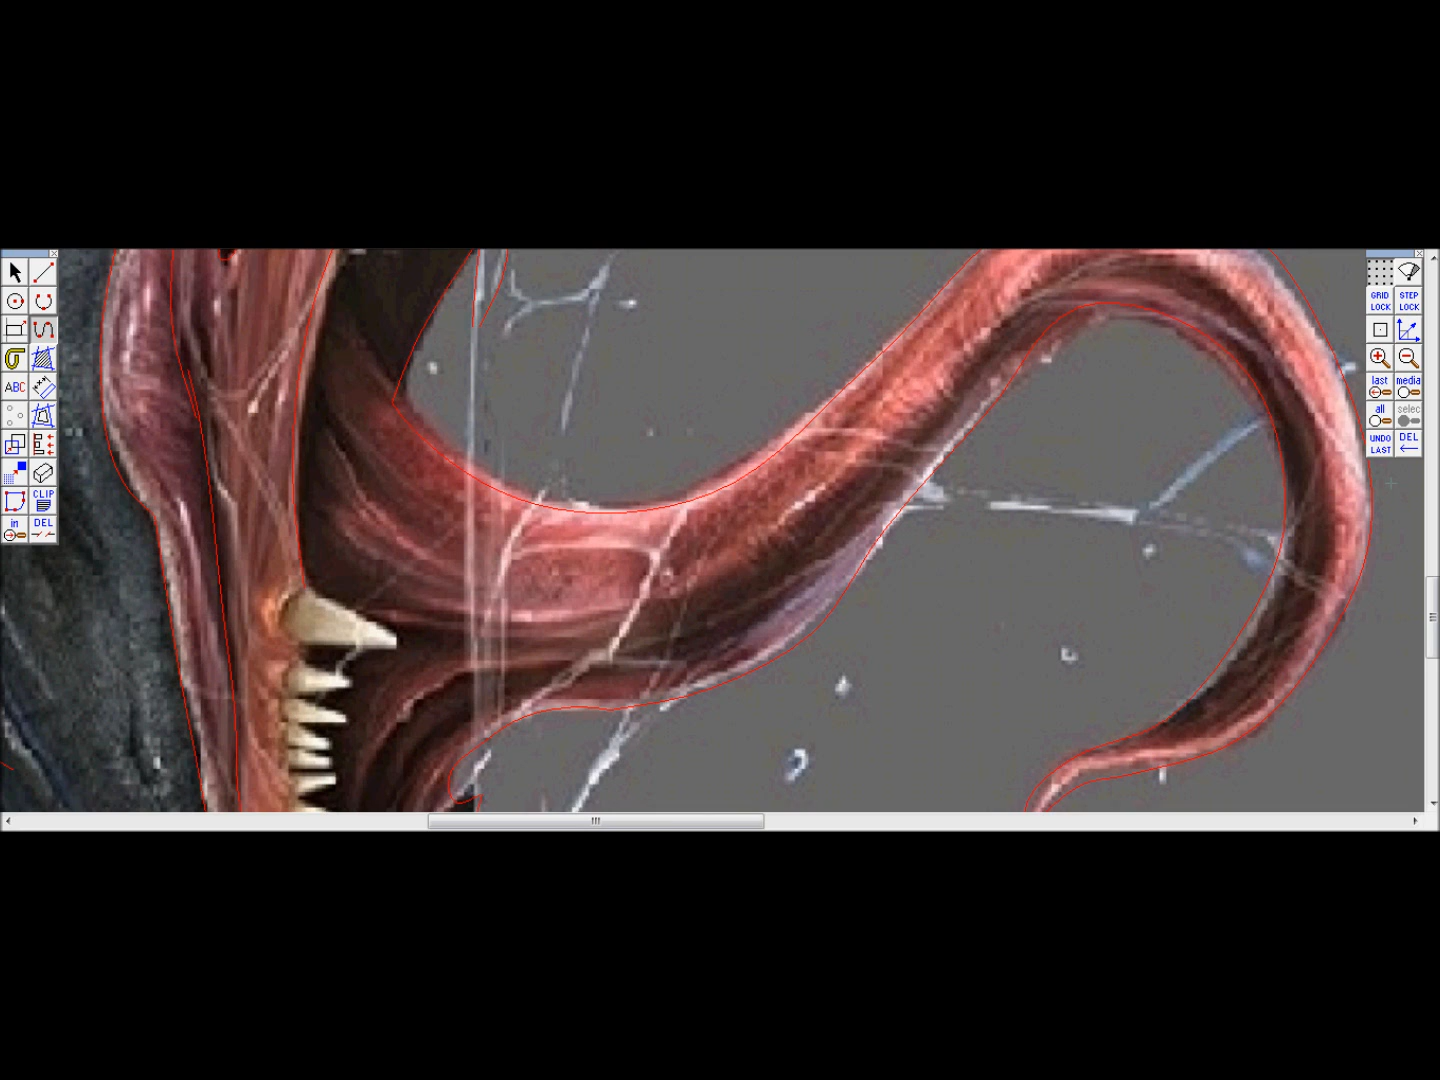 ABC
CLIP
in
DEL
GRID
LOCK
STEP
LOCK
last
media
all
selec
UNDO
LAST
DEL